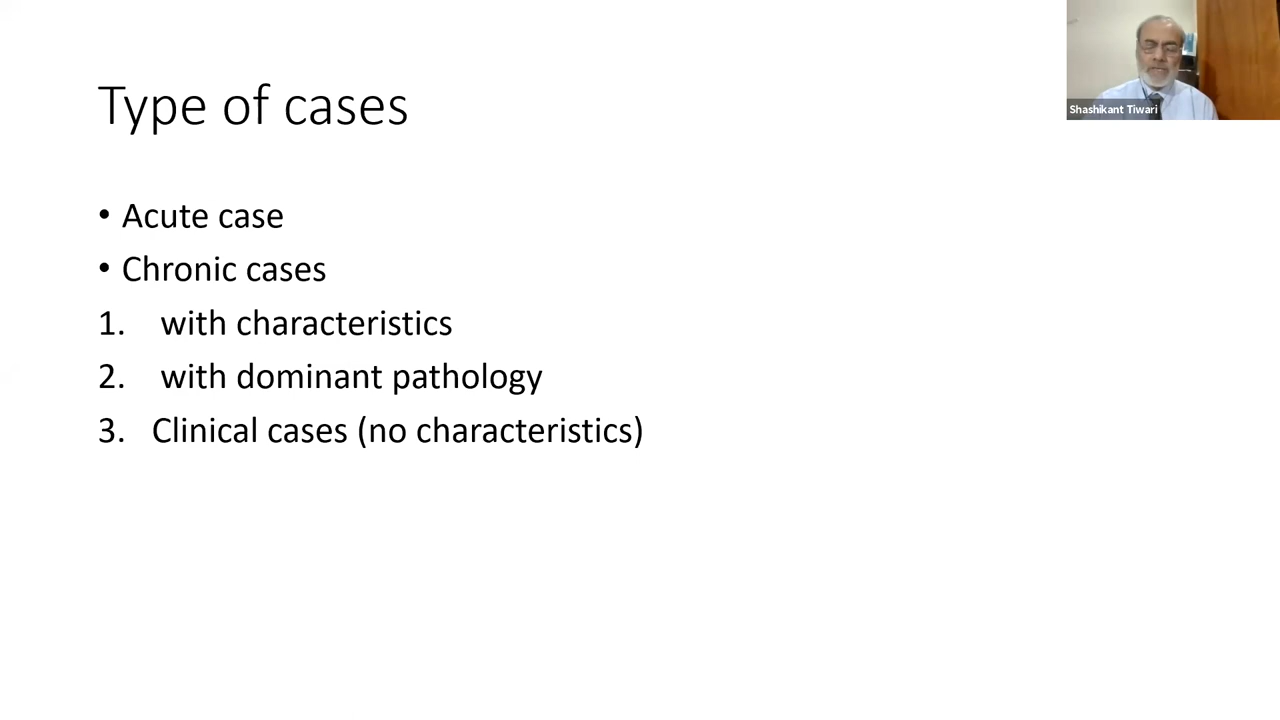 Type of cases
Shashikant Tiwari
• Acute case
• Chronic cases
1. with characteristics
2. with dominant pathology
3. Clinical cases (no characteristics)